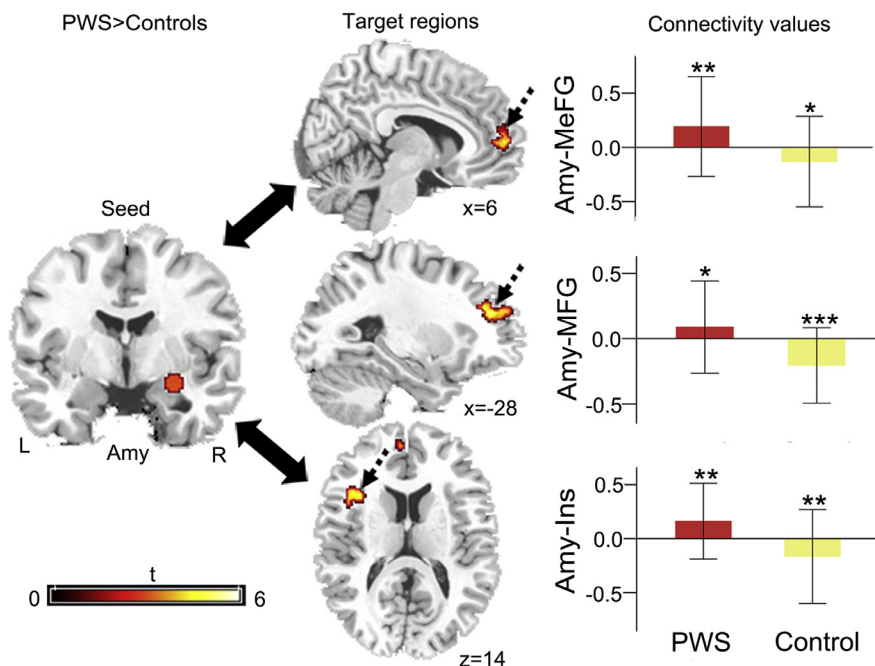 PWS>Controls
Target regions
Connectivity values
Seed
L
Amy
R
x=6
x=-28
z=14
t
0
6
Amy-MeFG
0.5
0.0
-0.5
**
*
Amy-MFG
0.5
0.0
-0.5
*
***
Amy-Ins
0.5
0.0
-0.5
**
**
PWS
Control